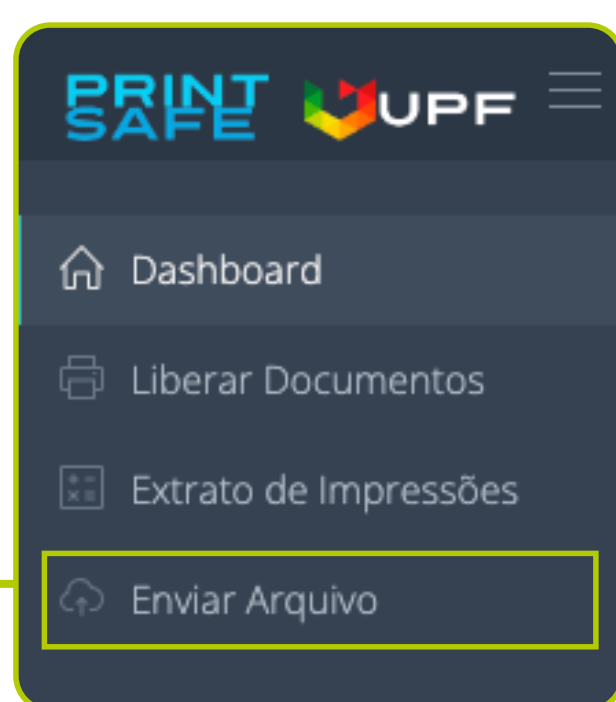 PRINT
SAFE
UPF
Dashboard
Liberar Documentos
Extrato de Impressões
Enviar Arquivo